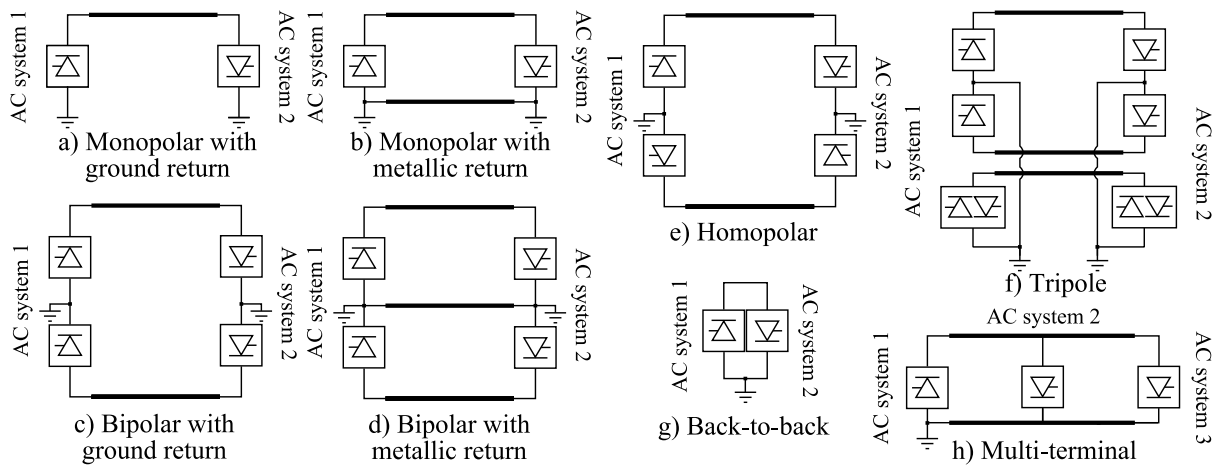 AC system 1
AC system 2
a) Monopolar with
ground return
AC system 1
AC system 2
b) Monopolar with
metallic return
AC system 1
AC system 2
c) Bipolar with
ground return
AC system 1
AC system 2
d) Bipolar with
metallic return
AC system 1
AC system 2
e) Homopolar
AC system 1
AC system 2
f) Tripole
AC system 1
AC system 2
g) Back-to-back
AC system 1
AC system 2
AC system 3
h) Multi-terminal